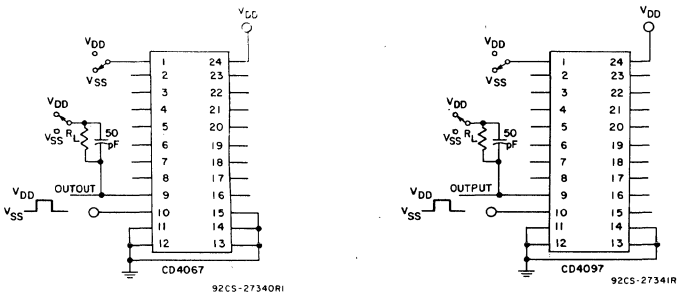 VDD
VDD
VSS
1 24
2 23
3 22
4 21
5 20
6 19
7 18
8 17
9 16
10 15
11 14
12 13
VDD
VSS
RL
50
pF
OUTOUT
VDD
VSS
CD4067
92CS-27340RI
VDD
VDD
VSS
1 24
2 23
3 22
4 21
5 20
6 19
7 18
8 17
9 16
10 15
11 14
12 13
VDD
VSS
RL
50
pF
OUTPUT
VDD
VSS
CD4097
92CS-27341R